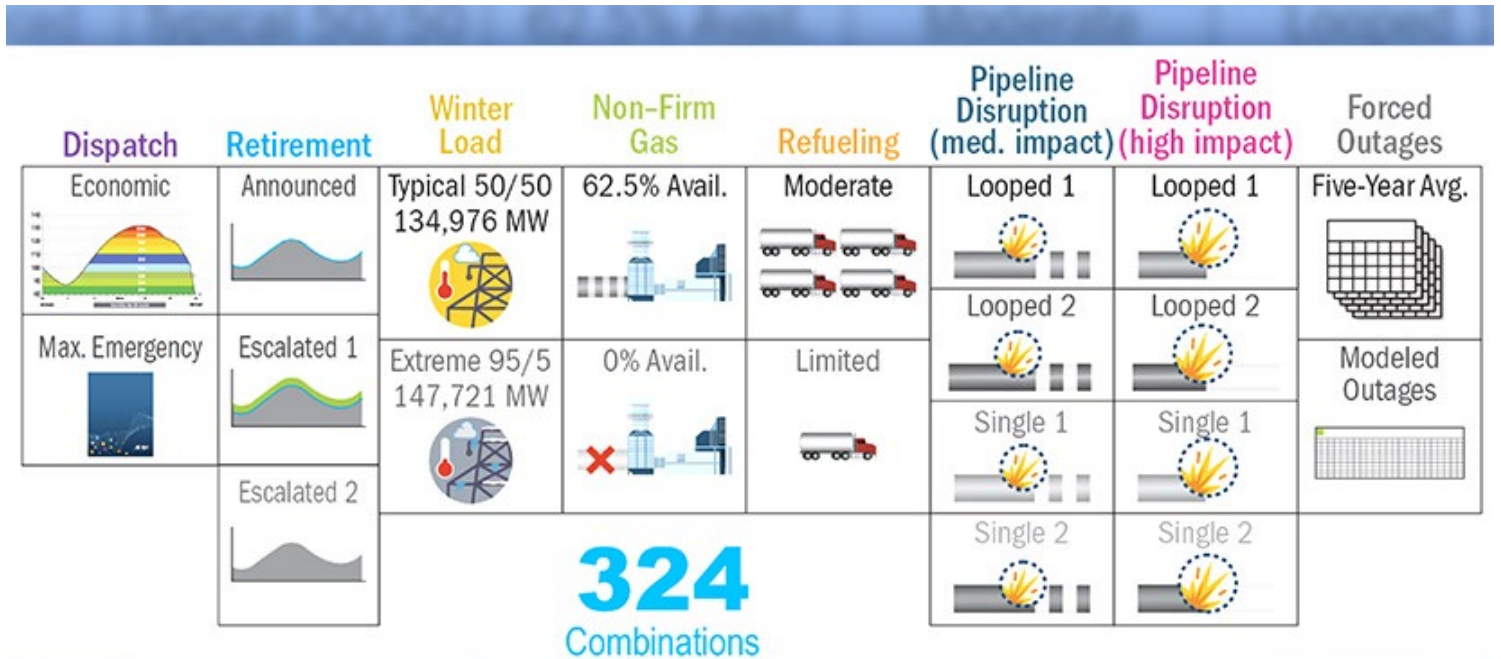 Dispatch
Retirement
Winter
Load
Non-Firm
Gas
Refueling
Pipeline
Disruption
(med. impact)
Pipeline
Disruption
(high impact)
Forced
Outages
Economic
Max. Emergency
Announced
Escalated 1
Escalated 2
Typical 50/50
134,976 MW
Extreme 95/5
147,721 MW
62.5% Avail.
0% Avail.
Moderate
Limited
Looped 1
Looped 2
Single 1
Single 2
Looped 1
Looped 2
Single 1
Single 2
Five-Year Avg.
Modeled
Outages
324
Combinations